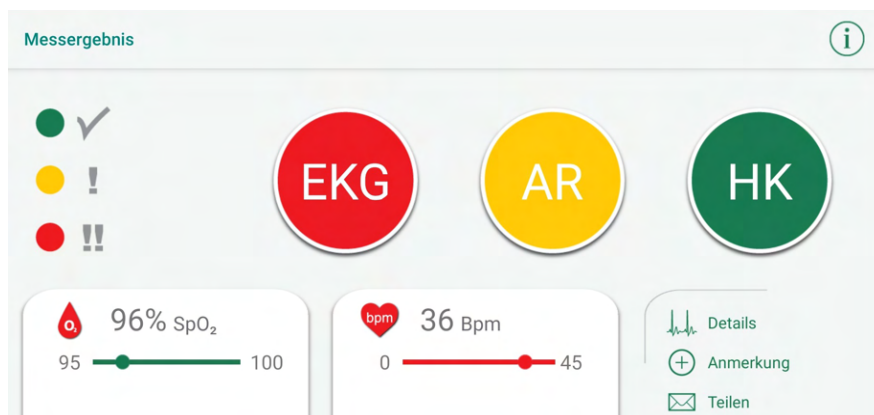 Messergebnis
i
!
!!
EKG
AR
HK
O₂ 96% SpO₂
95 100
bpm 36 Bpm
0 45
Details
Anmerkung
Teilen